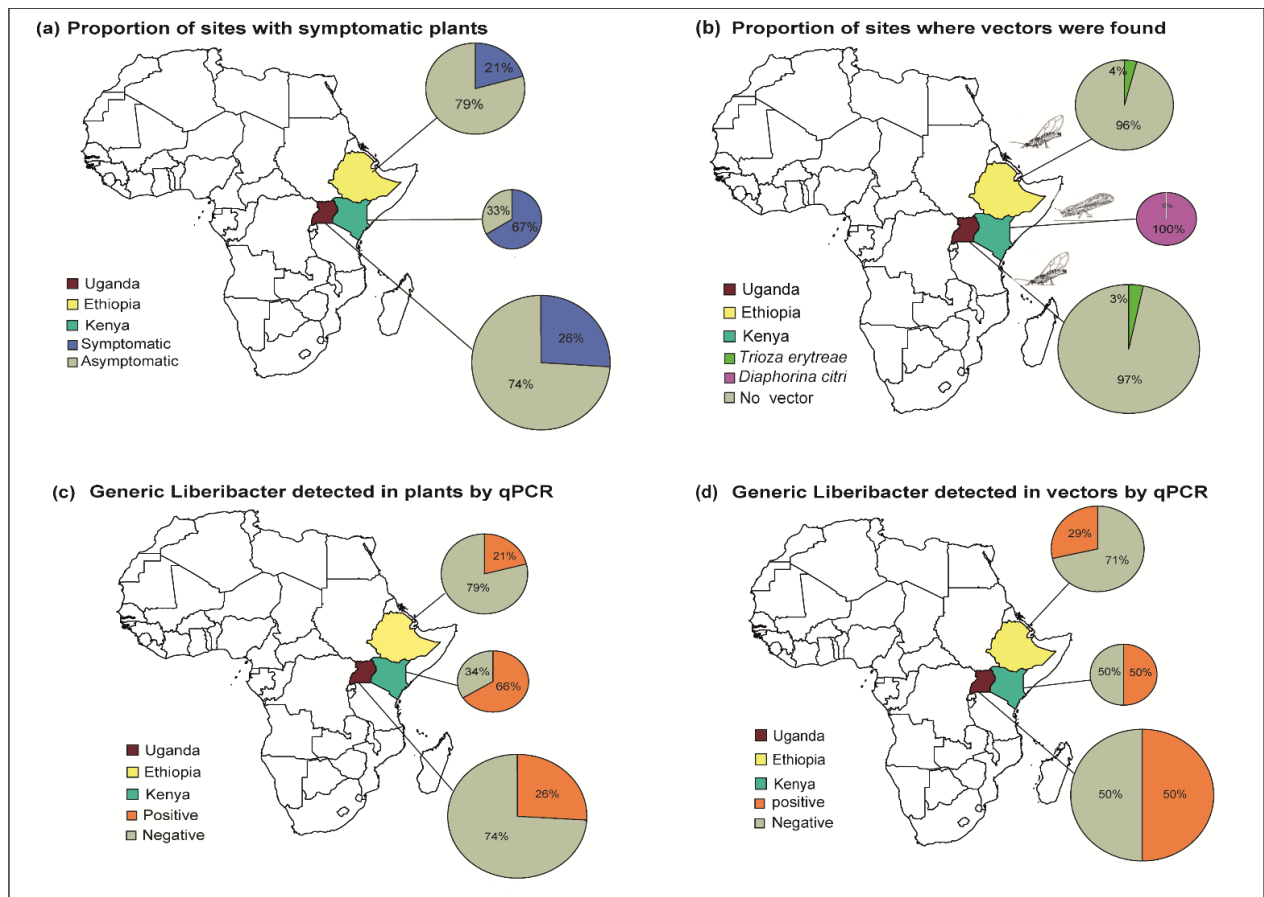 (a) Proportion of sites with symptomatic plants
21%
79%
33%
67%
26%
74%
Uganda
Ethiopia
Kenya
Symptomatic
Asymptomatic
(b) Proportion of sites where vectors were found
4%
96%
0%
100%
3%
97%
Uganda
Ethiopia
Kenya
Trioza erytreae
Diaphorina citri
No vector
(c) Generic Liberibacter detected in plants by qPCR
21%
79%
34%
66%
26%
74%
Uganda
Ethiopia
Kenya
Positive
Negative
(d) Generic Liberibacter detected in vectors by qPCR
29%
71%
50% 50%
50% 50%
Uganda
Ethiopia
Kenya
positive
Negative